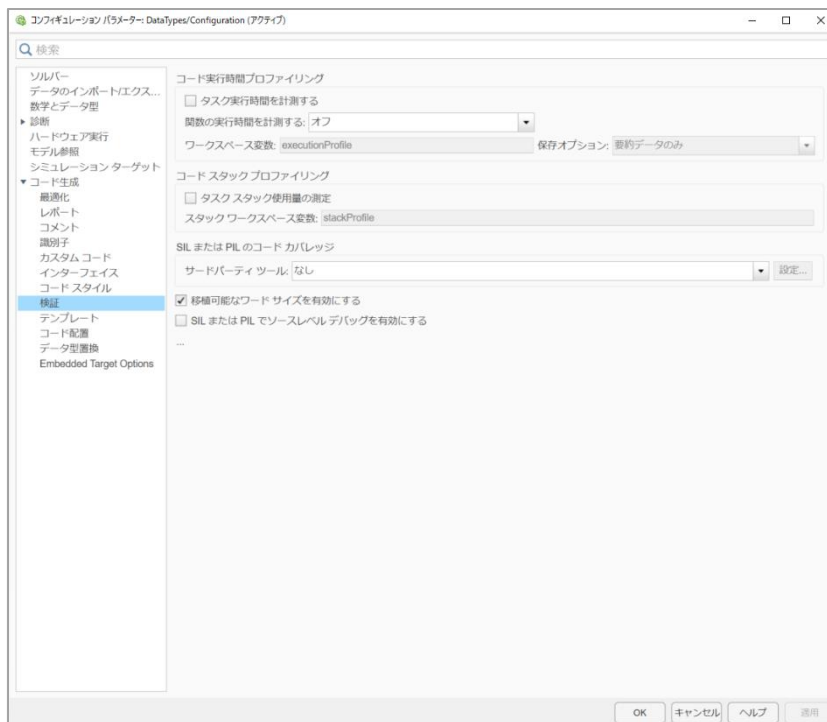 コンフィギュレーション パラメーター: DataTypes/Configuration (アクティブ)
検索
ソルバー
データのインポート/エクス...
数学とデータ型
診断
ハードウェア実行
モデル参照
シミュレーション ターゲット
コード生成
最適化
レポート
コメント
識別子
カスタム コード
インターフェイス
コード スタイル
検証
テンプレート
コード配置
データ型置換
Embedded Target Options
コード実行時間プロファイリング
タスク実行時間を計測する
関数の実行時間を計測する: オフ
ワークスペース変数: executionProfile 保存オプション: 要約データのみ
コード スタック プロファイリング
タスク スタック使用量の測定
スタック ワークスペース変数: stackProfile
SIL または PIL のコード カバレッジ
サードパーティ ツール: なし 設定...
移植可能なワード サイズを有効にする
SIL または PIL でソースレベル デバッグを有効にする
...
OK キャンセル ヘルプ 適用